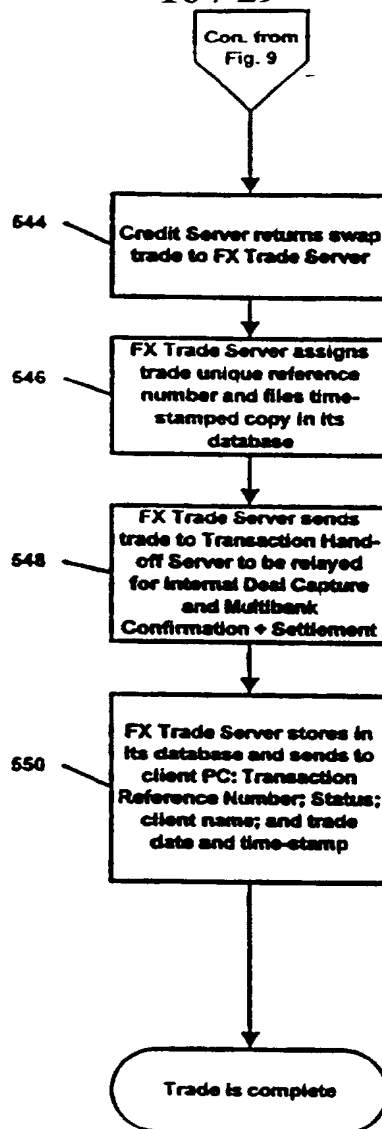 Con. from
Fig. 9
544
Credit Server returns swap
trade to FX Trade Server
546
FX Trade Server assigns
trade unique reference
number and files time-
stamped copy in its
database
548
FX Trade Server sends
trade to Transaction Hand-
off Server to be relayed
for Internal Deal Capture
and Multibank
Confirmation + Settlement
550
FX Trade Server stores in
its database and sends to
client PC: Transaction
Reference Number; Status;
client name; and trade
date and time-stamp
Trade is complete